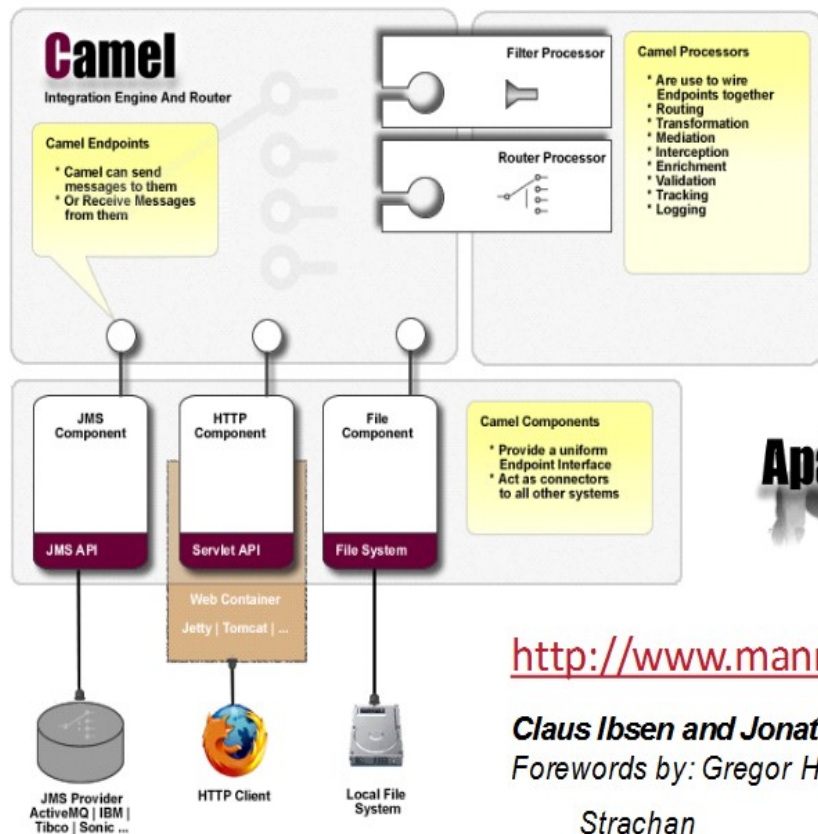 Camel
Integration Engine And Router
Camel Endpoints
* Camel can send
messages to them
* Or Receive Messages
from them
Filter Processor
Router Processor
Camel Processors
* Are use to wire
Endpoints together
* Routing
* Transformation
* Mediation
* Interception
* Enrichment
* Validation
* Tracking
* Logging
JMS
Component
JMS API
HTTP
Component
Servlet API
File
Component
File System
Camel Components
* Provide a uniform
Endpoint Interface
* Act as connectors
to all other systems
Web Container
Jetty | Tomcat | ...
JMS Provider
ActiveMQ | IBM |
Tibco | Sonic ...
HTTP Client
Local File
System
http://www.man
Claus Ibsen and Jonat
Forewords by: Gregor H
Strachan